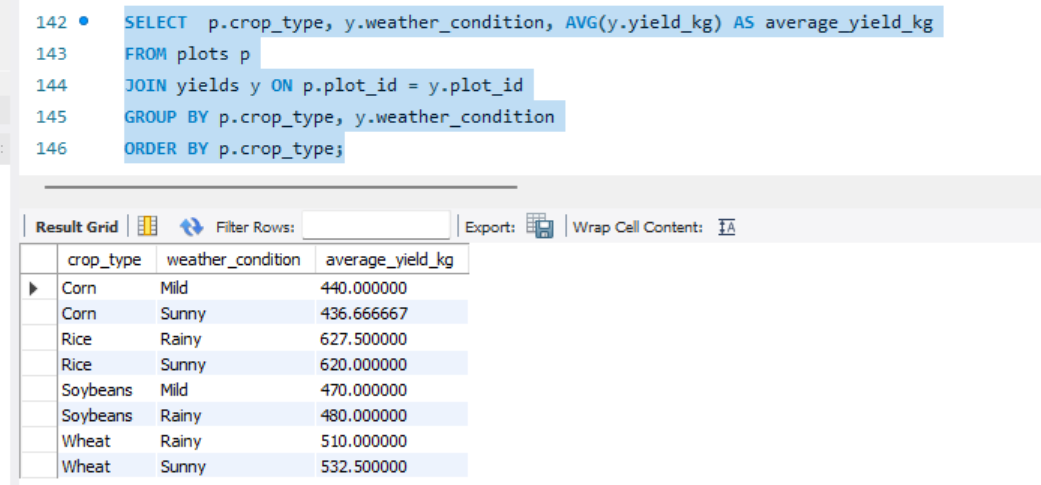 142 SELECT p.crop_type, y.weather_condition, AVG(y.yield_kg) AS average_yield_kg
143 FROM plots p
144 JOIN yields y ON p.plot_id = y.plot_id
145 GROUP BY p.crop_type, y.weather_condition
146 ORDER BY p.crop_type;
Result Grid Filter Rows: Export: Wrap Cell Content: IA
crop_type weather_condition average_yield_kg
Corn Mild 440.000000
Corn Sunny 436.666667
Rice Rainy 627.500000
Rice Sunny 620.000000
Soybeans Mild 470.000000
Soybeans Rainy 480.000000
Wheat Rainy 510.000000
Wheat Sunny 532.500000